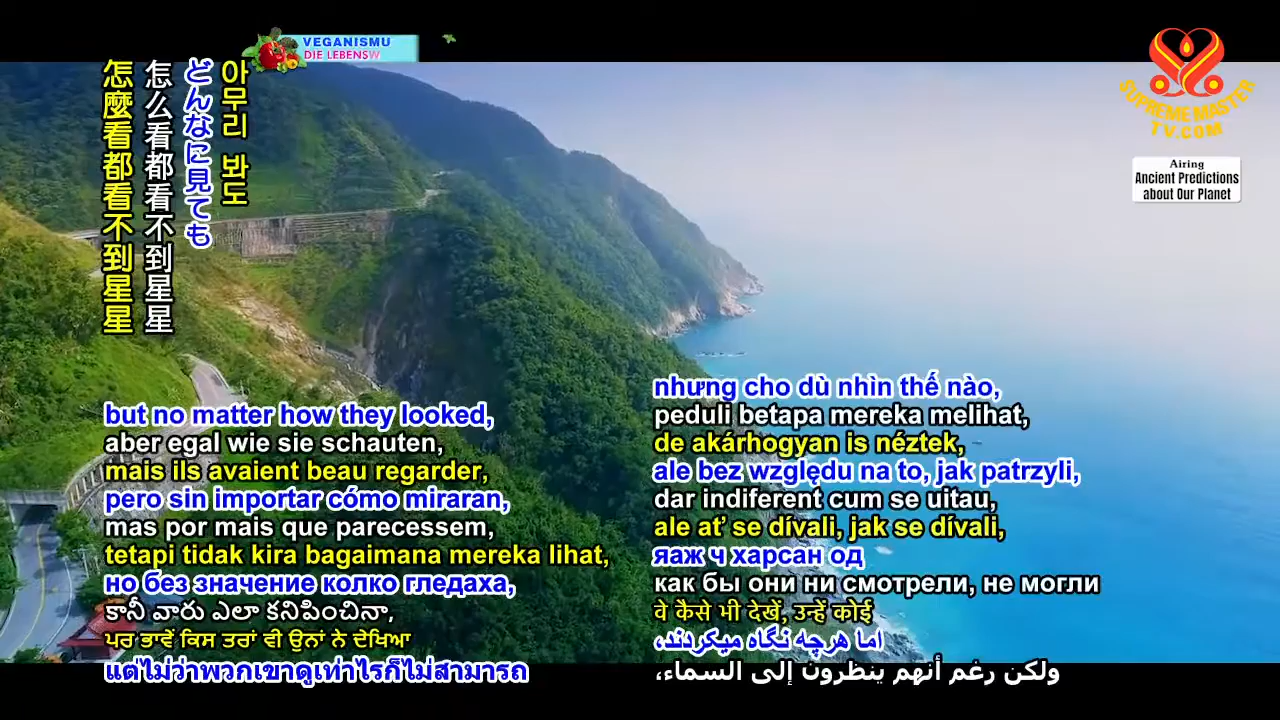 VEGANISMU
DIE LEBENSW
SUPREME MASTER
TV.COM
Airing
Ancient Predictions
about Our Planet
아무리 봐도
どんなに見ても
怎么看都看不到星星
怎麼看都看不到星星
but no matter how they looked,
aber egal wie sie schauten,
mais ils avaient beau regarder,
pero sin importar cómo miraran,
mas por mais que parecessem,
tetapi tidak kira bagaimana mereka lihat,
но без значение колко гледаха,
కానీ వారు ఎలా కనిపించినా,
ਪਰ ਭਾਵੇਂ ਕਿਸ ਤਰਾਂ ਵੀ ਉਨਾਂ ਨੇ ਦੇਖਿਆ
แต่ไม่ว่าพวกเขาดูเท่าไรก็ไม่สามารถ
nhưng cho dù nhìn thế nào,
peduli betapa mereka melihat,
de akárhogyan is néztek,
ale bez względu na to, jak patrzyli,
dar indiferent cum se uitau,
ale ať se dívali, jak se dívali,
яаж ч харсан од
как бы они ни смотрели, не могли
वे कैसे भी देखें, उन्हें कोई
اما هرچه نگاه میکردند،
ولكن رغم أنهم ينظرون إلى السماء،